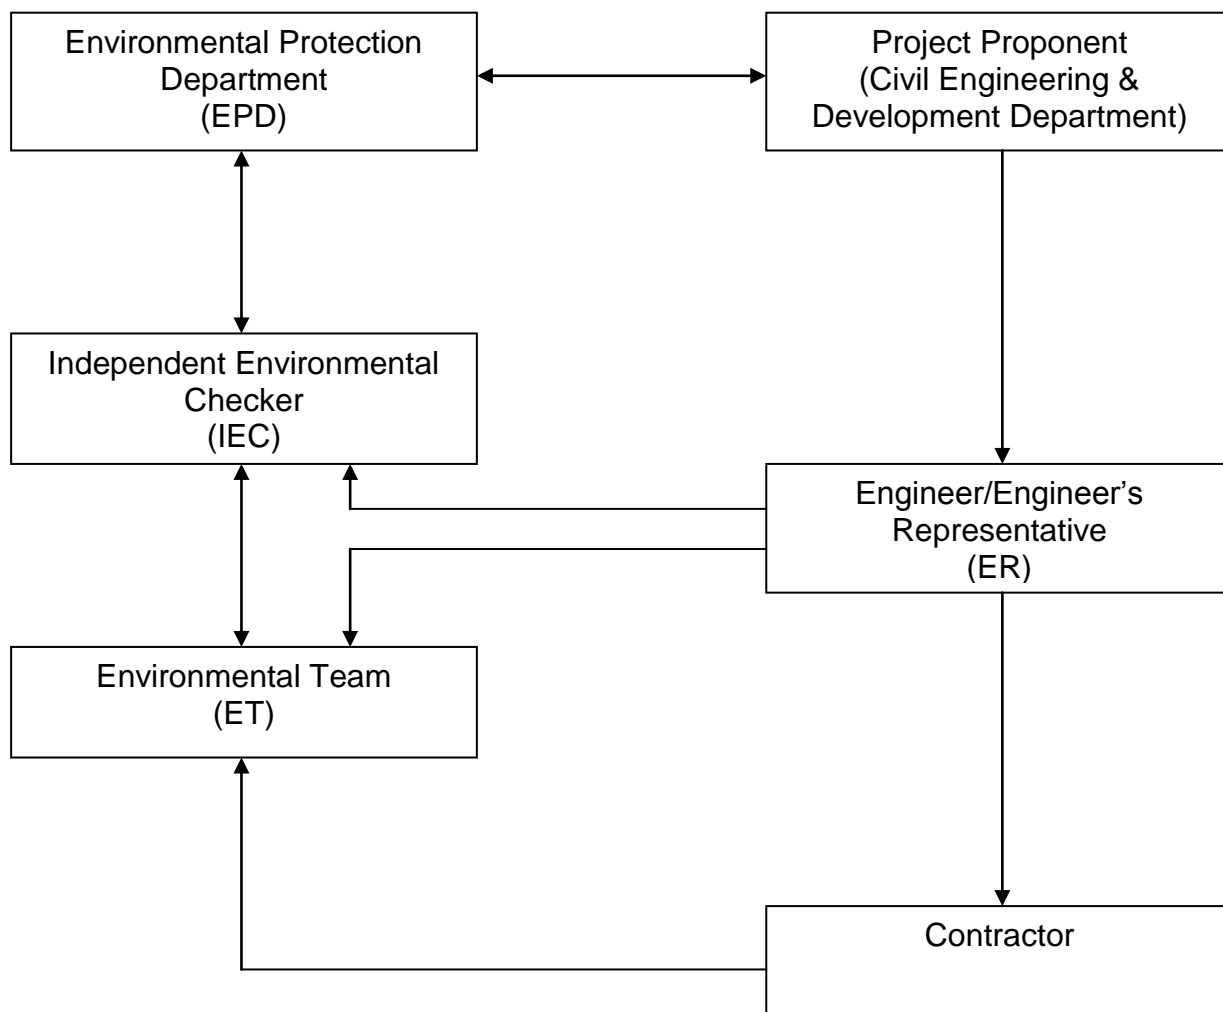 Environmental Protection
Department
(EPD)
Project Proponent
(Civil Engineering &
Development Department)
Independent Environmental
Checker
(IEC)
Engineer/Engineer’s
Representative
(ER)
Environmental Team
(ET)
Contractor